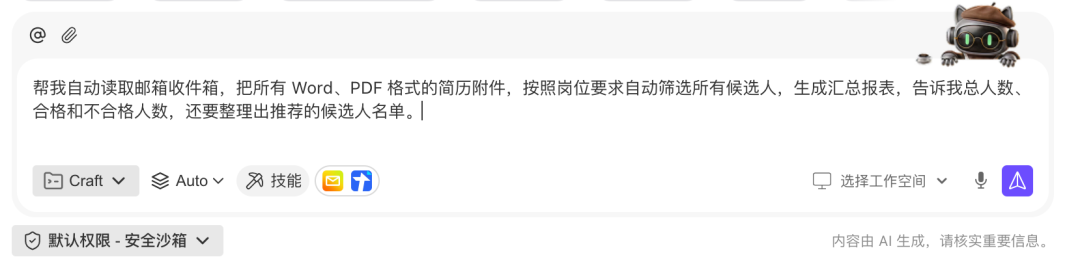 @
帮我自动读取邮箱收件箱，把所有 Word、PDF 格式的简历附件，按照岗位要求自动筛选所有候选人，生成汇总报表，告诉我总人数、
合格和不合格人数，还要整理出推荐的候选人名单。
Craft Auto 技能 选择工作空间
默认权限 - 安全沙箱 内容由 AI 生成，请核实重要信息。